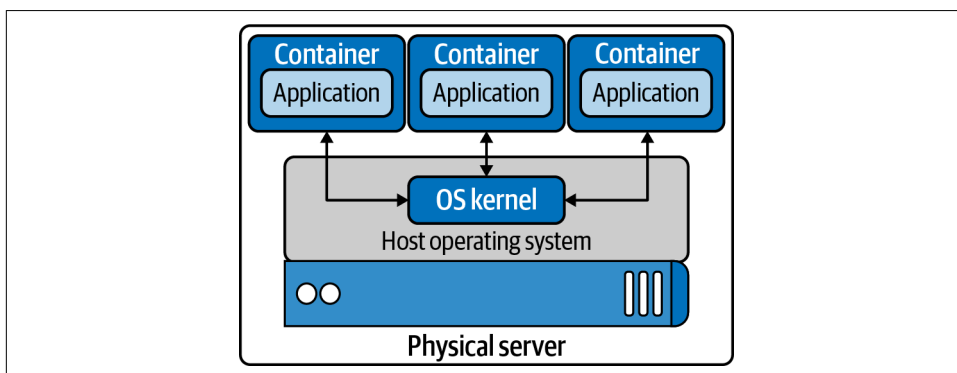 Container
Application
Container
Application
Container
Application
OS kernel
Host operating system
Physical server